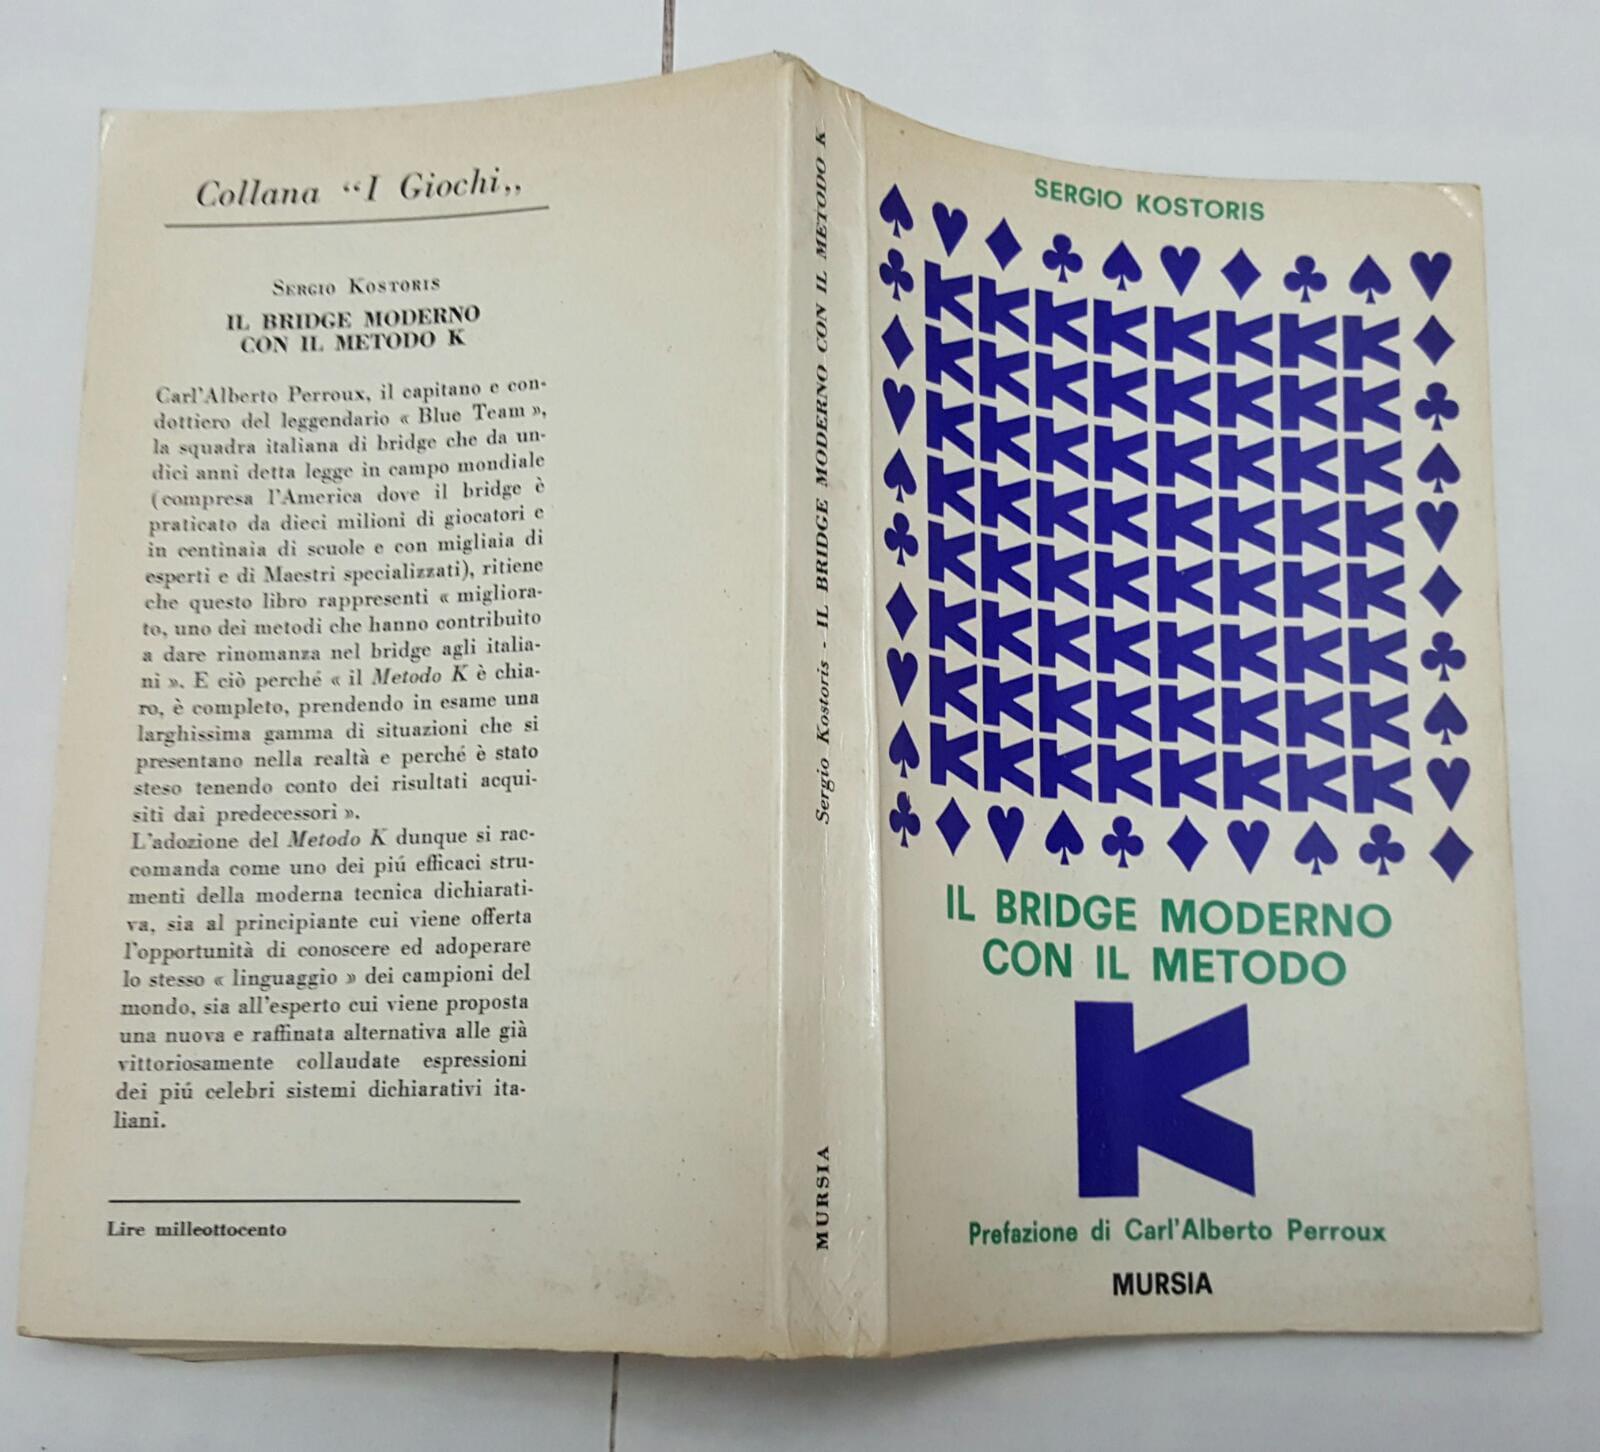 Collana “I Giochi„
Sergio Kostoris
IL BRIDGE MODERNO
CON IL METODO K
Carl'Alberto Perroux, il capitano e con-
dottiero del leggendario « Blue Team »,
la squadra italiana di bridge che da un-
dici anni detta legge in campo mondiale
(compresa l'America dove il bridge è
praticato da dieci milioni di giocatori e
in centinaia di scuole e con migliaia di
esperti e di Maestri specializzati), ritiene
che questo libro rappresenti « migliora-
to, uno dei metodi che hanno contribuito
a dare rinomanza nel bridge agli italia-
ni ». E ciò perché « il Metodo K è chia-
ro, è completo, prendendo in esame una
larghissima gamma di situazioni che si
presentano nella realtà e perché è stato
steso tenendo conto dei risultati acqui-
siti dai predecessori ».
L'adozione del Metodo K dunque si rac-
comanda come uno dei piú efficaci stru-
menti della moderna tecnica dichiarati-
va, sia al principiante cui viene offerta
l'opportunità di conoscere ed adoperare
lo stesso « linguaggio » dei campioni del
mondo, sia all'esperto cui viene proposta
una nuova e raffinata alternativa alle già
vittoriosamente collaudate espressioni
dei piú celebri sistemi dichiarativi ita-
liani.
Lire milleottocento
Sergio Kostoris - IL BRIDGE MODERNO CON IL METODO K
MURSIA
SERGIO KOSTORIS
KKKKKKKK
KKKKKKKK
KKKKKKKK
KKKKKKKK
KKKKKKKK
KKKKKKKK
KKKKKKKK
KKKKKKKK
IL BRIDGE MODERNO
CON IL METODO
K
Prefazione di Carl'Alberto Perroux
MURSIA